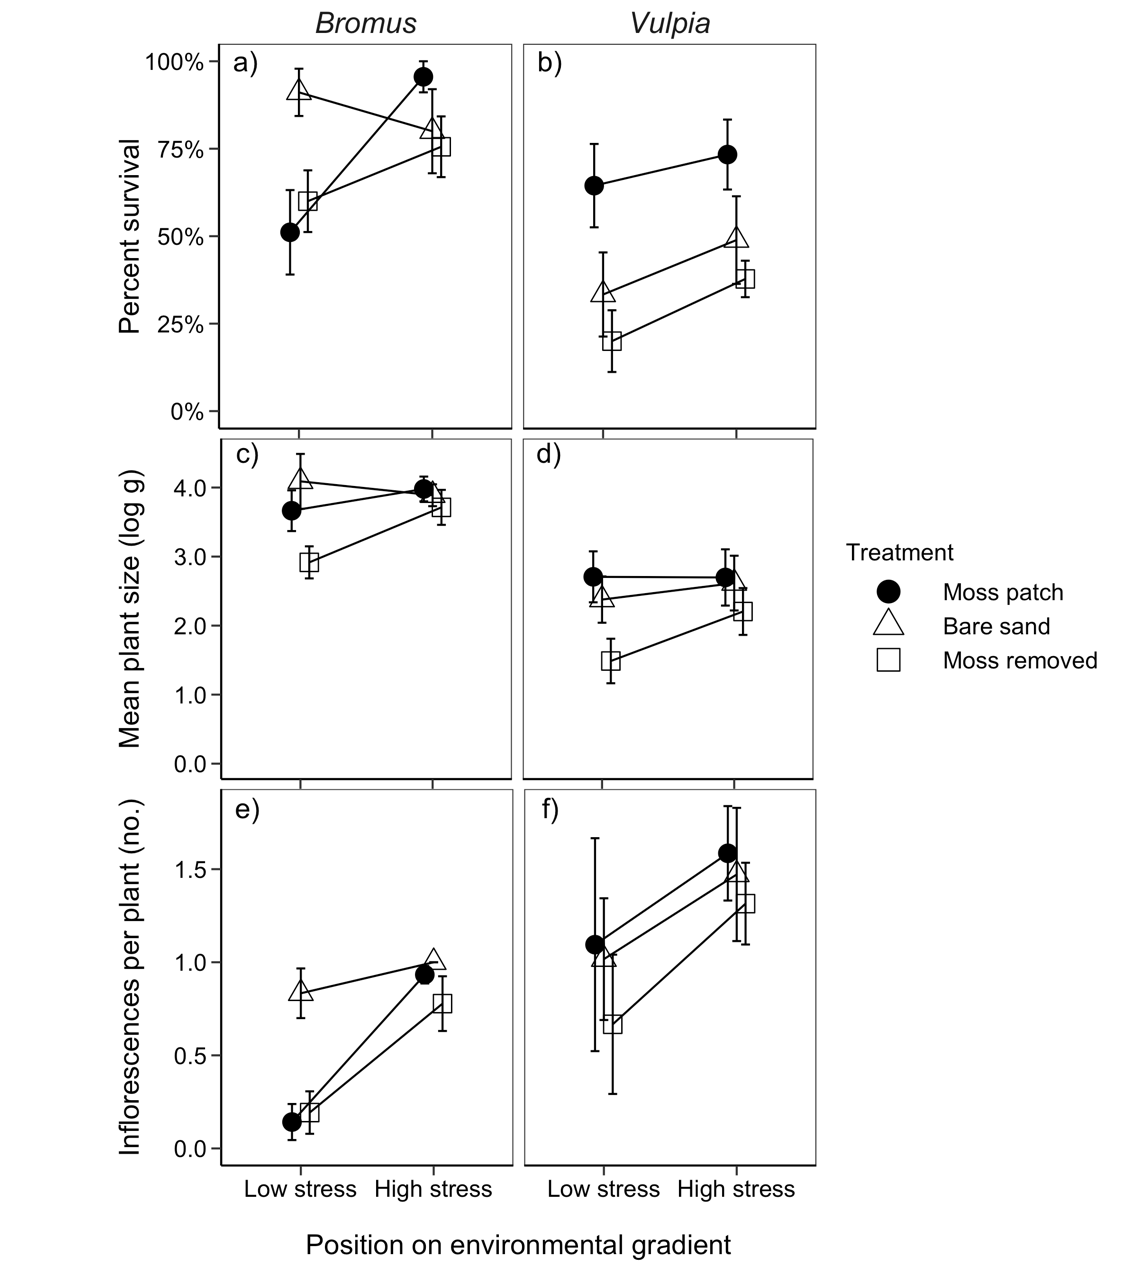 Bromus
Vulpia
a)
b)
100%
75%
50%
25%
0%
Percent survival
c)
d)
4.0
3.0
2.0
1.0
0.0
Mean plant size (log g)
e)
f)
1.5
1.0
0.5
0.0
Inflorescences per plant (no.)
Low stress High stress
Low stress High stress
Position on environmental gradient
Treatment
Moss patch
Bare sand
Moss removed